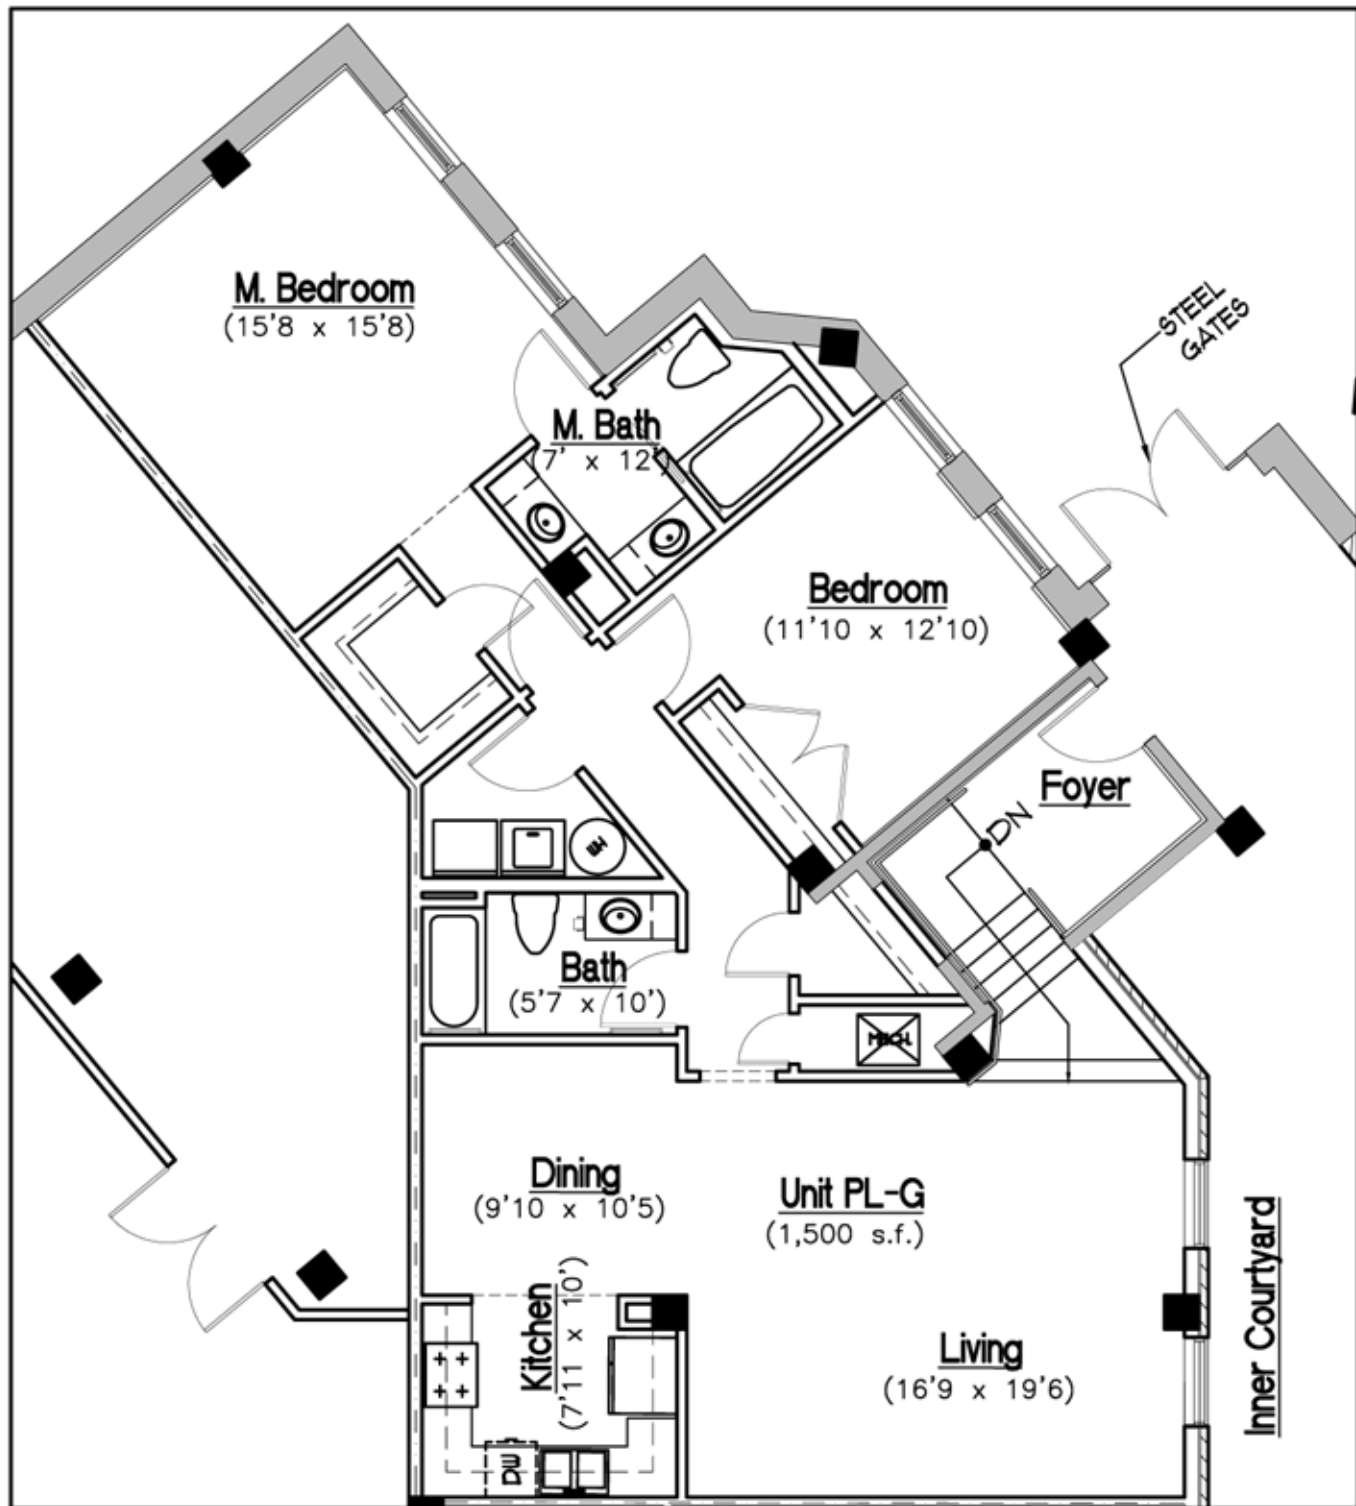 M. Bedroom
(15'8 x 15'8)
STEEL
GATES
M. Bath
(7' x 12')
Bedroom
(11'10 x 12'10)
Foyer
DN
WH
Bath
(5'7 x 10')
MECH.
Dining
(9'10 x 10'5)
Unit PL-G
(1,500 s.f.)
Kitchen
(7'11 x 10')
Living
(16'9 x 19'6)
Inner Courtyard
DW